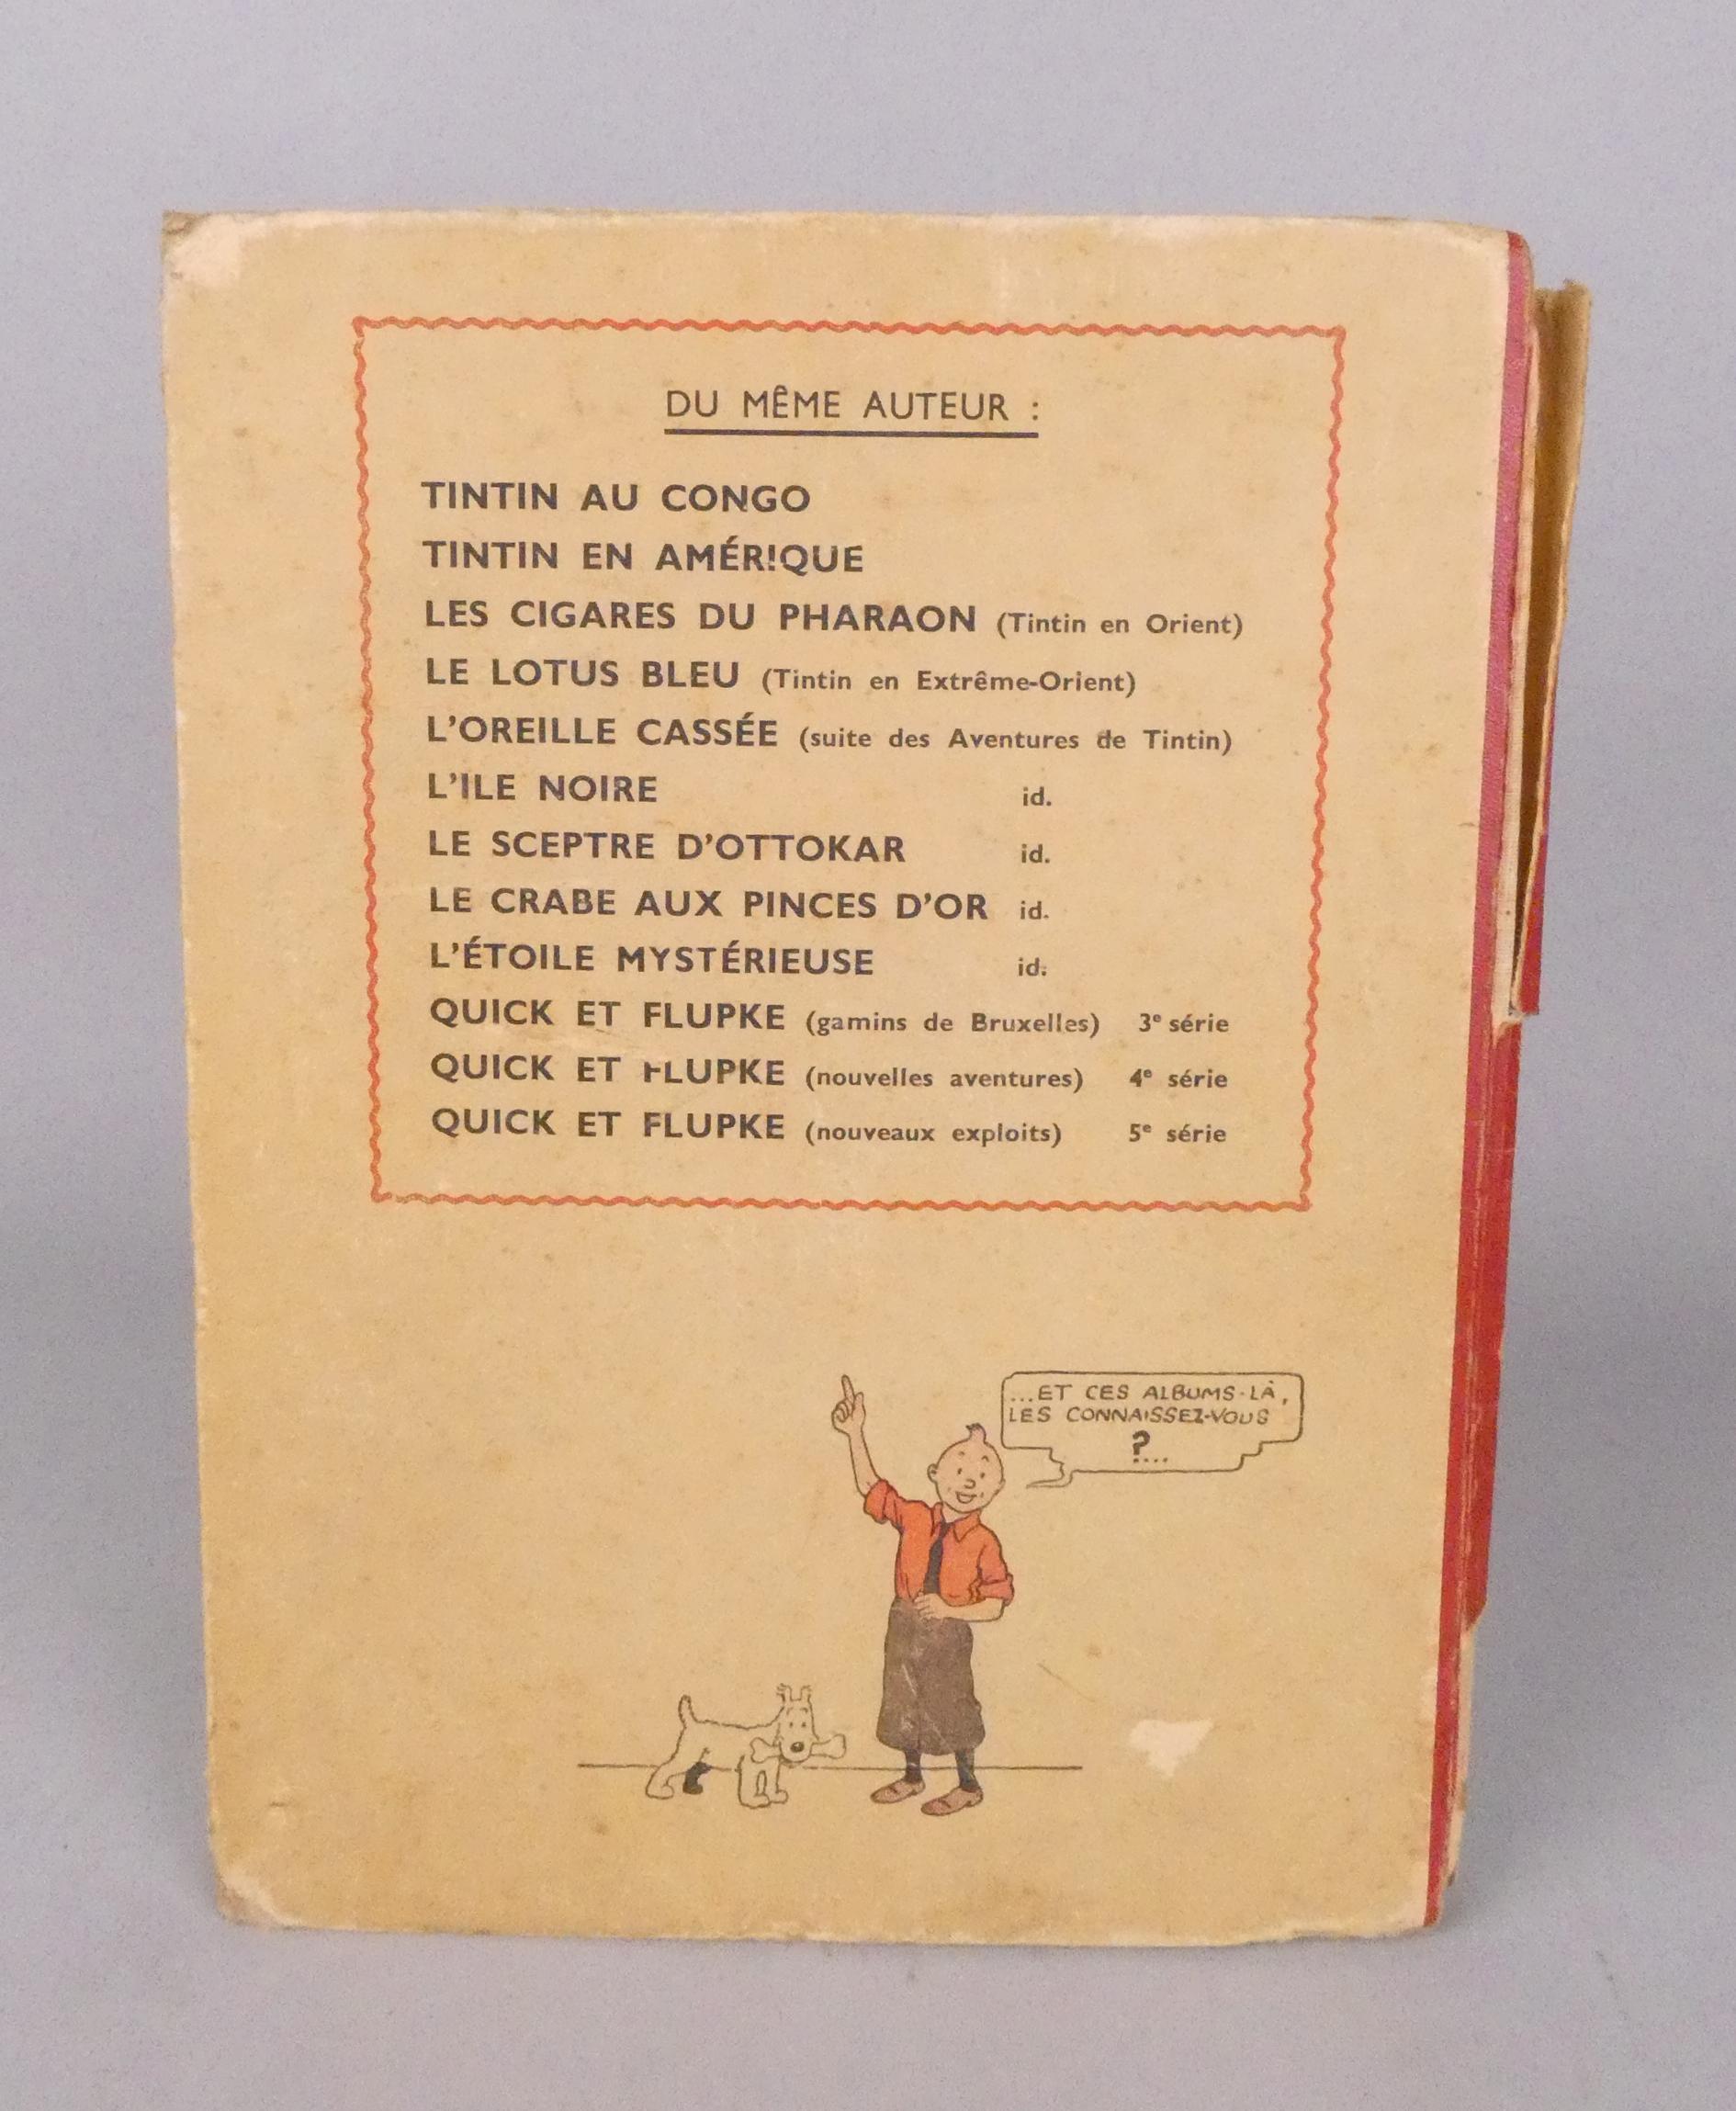 DU MÊME AUTEUR :
TINTIN AU CONGO
TINTIN EN AMÉRIQUE
LES CIGARES DU PHARAON (Tintin en Orient)
LE LOTUS BLEU (Tintin en Extrême-Orient)
L'OREILLE CASSÉE (suite des Aventures de Tintin)
L'ILE NOIRE id.
LE SCEPTRE D'OTTOKAR id.
LE CRABE AUX PINCES D'OR id.
L'ÉTOILE MYSTÉRIEUSE id.
QUICK ET FLUPKE (gamins de Bruxelles) 3e série
QUICK ET FLUPKE (nouvelles aventures) 4e série
QUICK ET FLUPKE (nouveaux exploits) 5e série
...ET CES ALBUMS-LÀ,
LES CONNAISSEZ-VOUS
?...